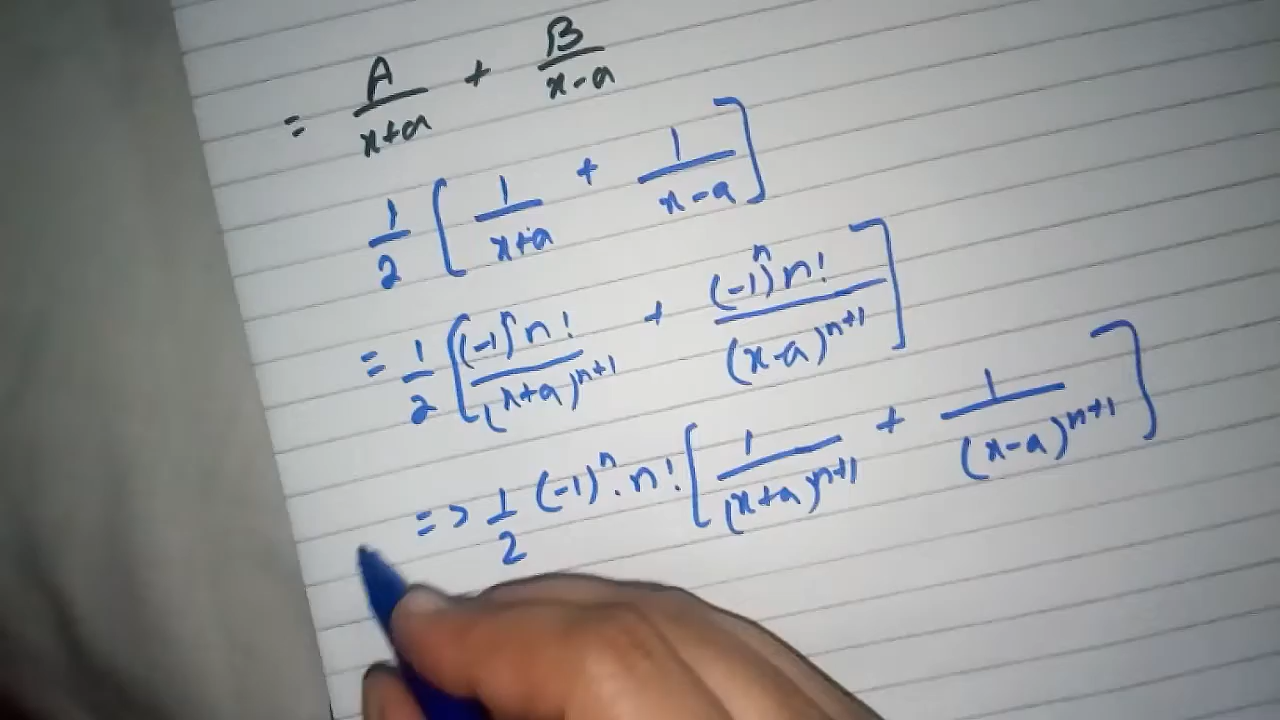 = A/(x+a) + B/(x-a)
1/2 [ 1/(x+a) + 1/(x-a) ]
= 1/2 [ (-1)^n n!/(x+a)^{n+1} + (-1)^n n!/(x-a)^{n+1} ]
=> 1/2 (-1)^n . n! [ 1/(x+a)^{n+1} + 1/(x-a)^{n+1} ]